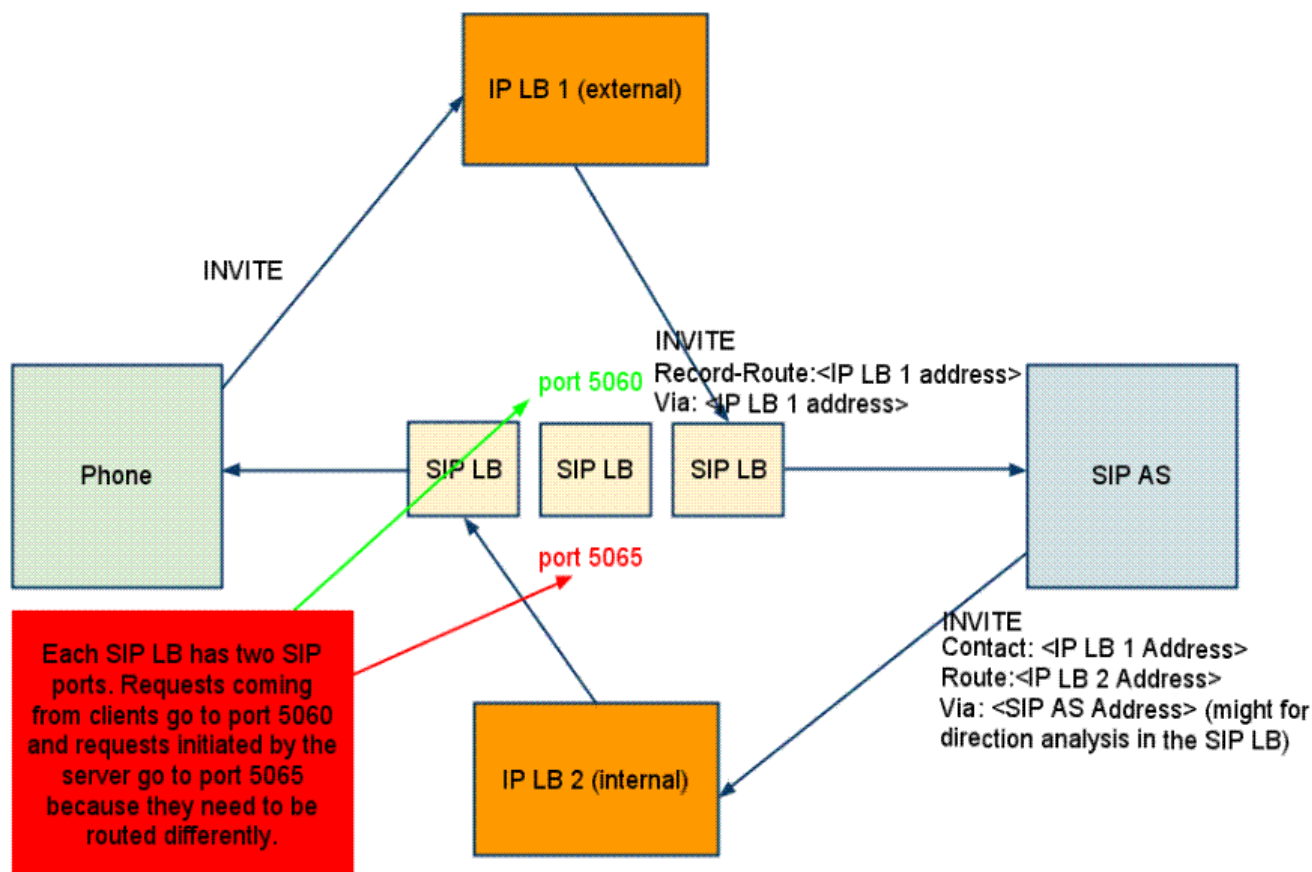 IP LB 1 (external)
INVITE
INVITE
Record-Route:<IP LB 1 address>
Via: <IP LB 1 address>
port 5060
Phone
SIP LB
SIP LB
SIP LB
SIP AS
port 5065
Each SIP LB has two SIP
ports. Requests coming
from clients go to port 5060
and requests initiated by the
server go to port 5065
because they need to be
routed differently.
IP LB 2 (internal)
INVITE
Contact: <IP LB 1 Address>
Route:<IP LB 2 Address>
Via: <SIP AS Address> (might for
direction analysis in the SIP LB)